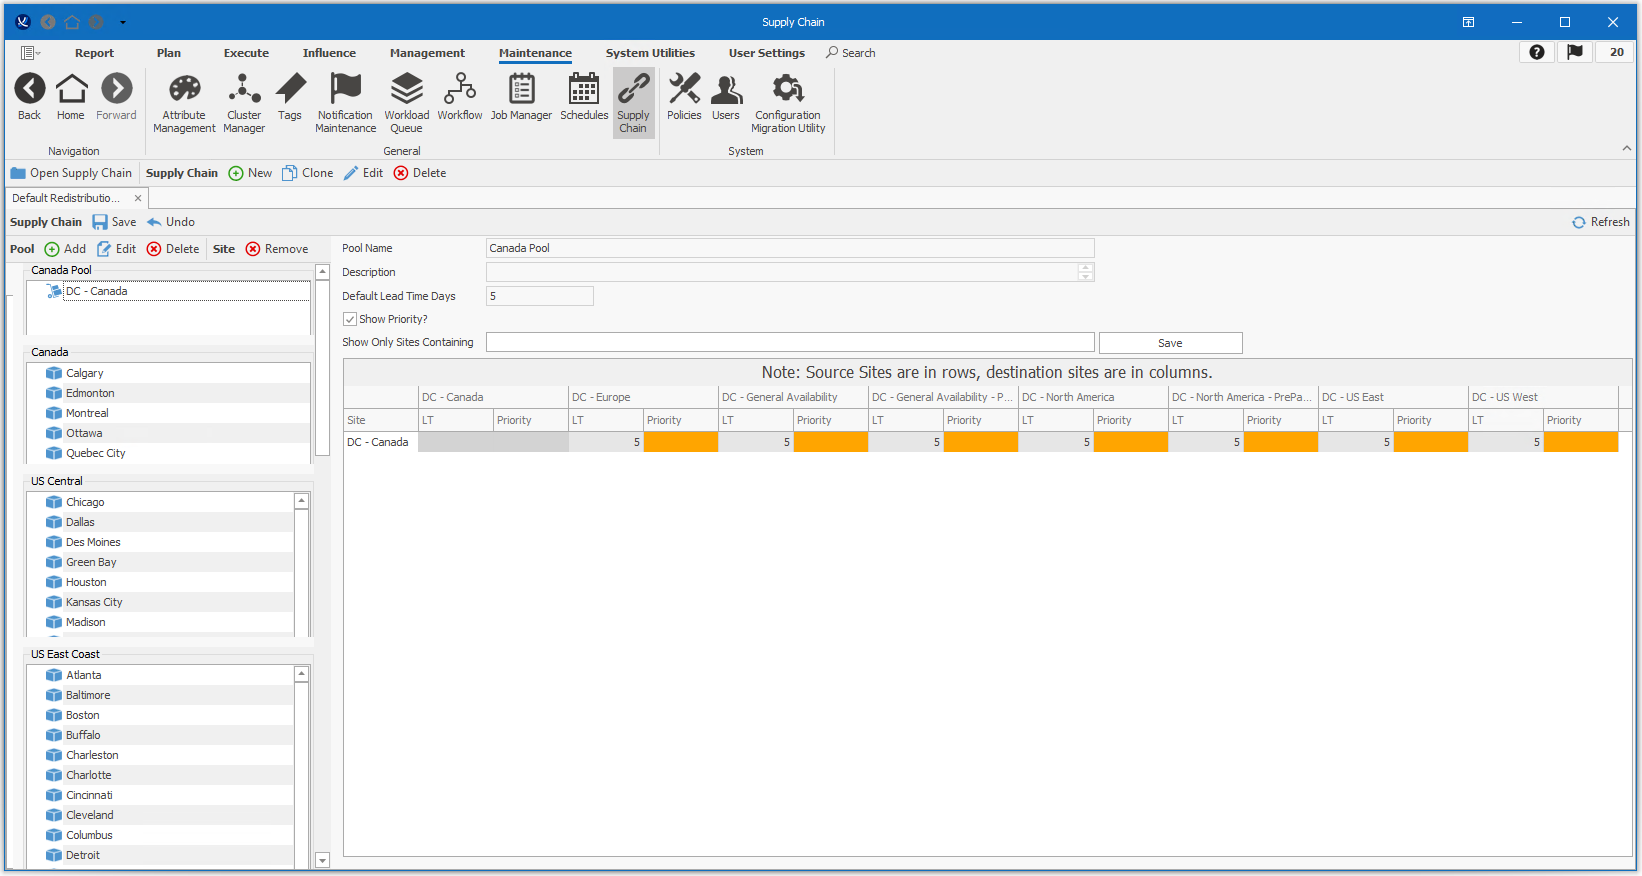 Supply Chain
Report Plan Execute Influence Management Maintenance System Utilities User Settings Search 20
Back Home Forward Attribute Management Cluster Manager Tags Notification Maintenance Workload Queue Workflow Job Manager Schedules Supply Chain Policies Users Configuration Migration Utility
Navigation General System
Open Supply Chain Supply Chain New Clone Edit Delete
Default Redistributio...
Supply Chain Save Undo Refresh
Pool Add Edit Delete Site Remove
Canada Pool
DC - Canada
Canada
Calgary
Edmonton
Montreal
Ottawa
Quebec City
US Central
Chicago
Dallas
Des Moines
Green Bay
Houston
Kansas City
Madison
US East Coast
Atlanta
Baltimore
Boston
Buffalo
Charleston
Charlotte
Cincinnati
Cleveland
Columbus
Detroit
Pool Name Canada Pool
Description
Default Lead Time Days 5
Show Priority?
Show Only Sites Containing Save
Note: Source Sites are in rows, destination sites are in columns.
DC - Canada DC - Europe DC - General Availability DC - General Availability - P... DC - North America DC - North America - PrePa... DC - US East DC - US West
Site LT Priority LT Priority LT Priority LT Priority LT Priority LT Priority LT Priority LT Priority
DC - Canada 5 5 5 5 5 5 5